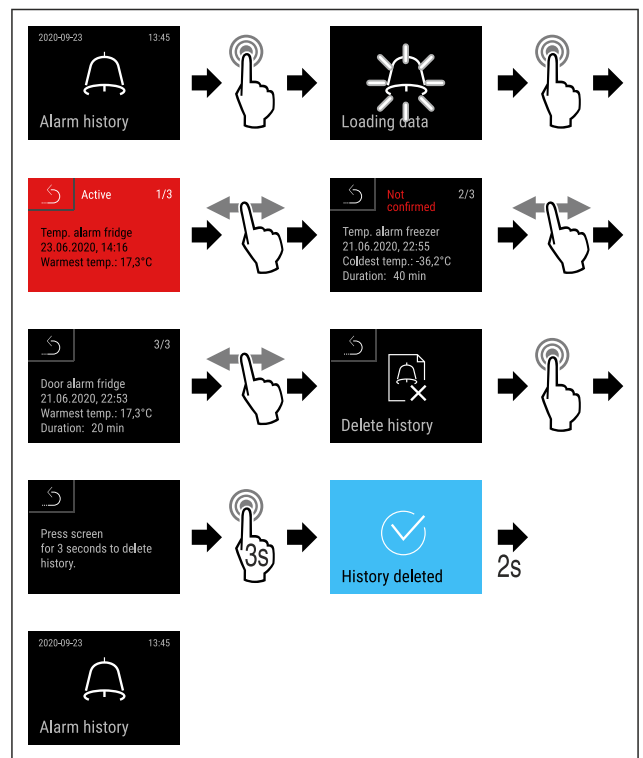 2020-09-23 13:45
Alarm history
Loading data
Active 1/3
Temp. alarm fridge
23.06.2020, 14:16
Warmest temp.: 17,3°C
Not 2/3
confirmed
Temp. alarm freezer
21.06.2020, 22:55
Coldest temp.: -36,2°C
Duration: 40 min
3/3
Door alarm fridge
21.06.2020, 22:53
Warmest temp.: 17,3°C
Duration: 20 min
Delete history
Press screen
for 3 seconds to delete
history.
3s
History deleted
2s
2020-09-23 13:45
Alarm history